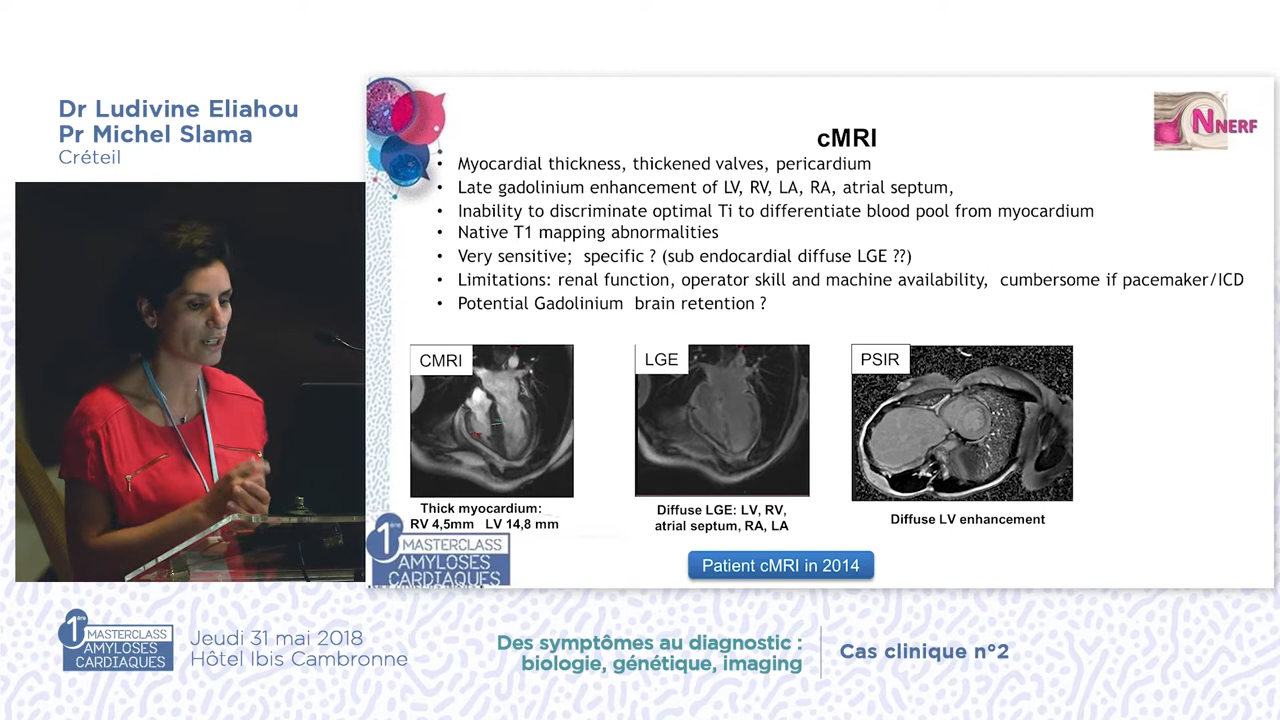 Dr Ludivine Eliahou
Pr Michel Slama
Créteil
NNERF
cMRI
• Myocardial thickness, thickened valves, pericardium
• Late gadolinium enhancement of LV, RV, LA, RA, atrial septum,
• Inability to discriminate optimal Ti to differentiate blood pool from myocardium
• Native T1 mapping abnormalities
• Very sensitive; specific ? (sub endocardial diffuse LGE ??)
• Limitations: renal function, operator skill and machine availability, cumbersome if pacemaker/ICD
• Potential Gadolinium brain retention ?
CMRI
LGE
PSIR
Thick myocardium:
RV 4,5mm LV 14,8 mm
Diffuse LGE: LV, RV,
atrial septum, RA, LA
Diffuse LV enhancement
Patient cMRI in 2014
1ère
MASTERCLASS
AMYLOSES
CARDIAQUES
1ère
MASTERCLASS
AMYLOSES
CARDIAQUES
Jeudi 31 mai 2018
Hôtel Ibis Cambronne
Des symptômes au diagnostic :
biologie, génétique, imaging
Cas clinique n°2